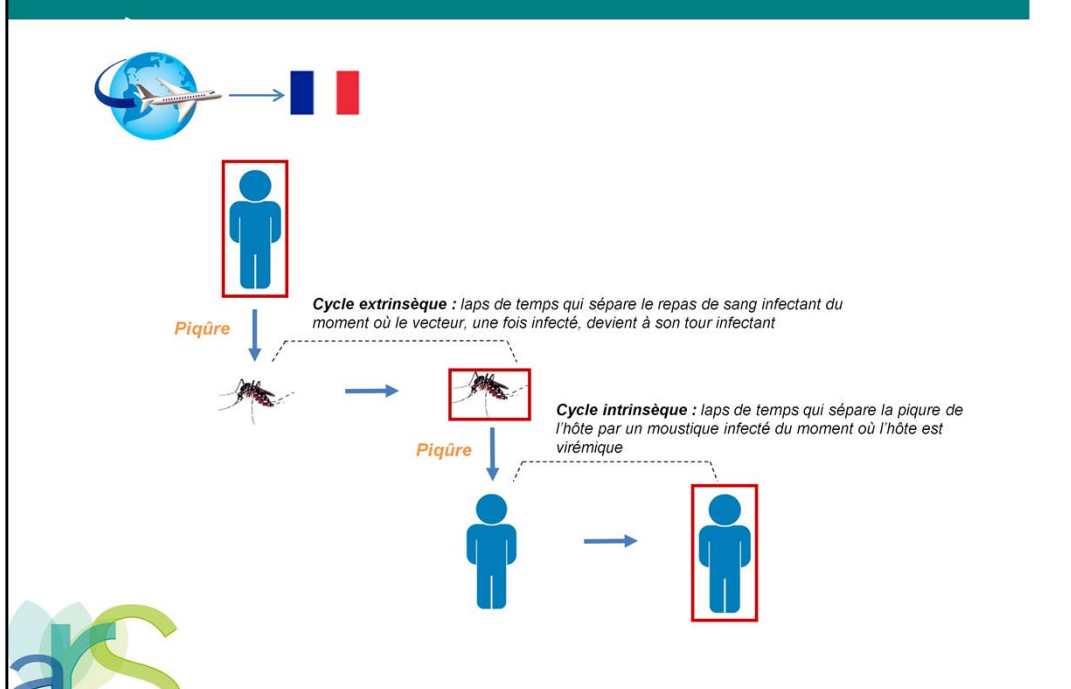 Cycle extrinsèque : laps de temps qui sépare le repas de sang infectant du
moment où le vecteur, une fois infecté, devient à son tour infectant
Piqûre
Cycle intrinsèque : laps de temps qui sépare la piqure de
l'hôte par un moustique infecté du moment où l'hôte est
virémique
Piqûre
ars